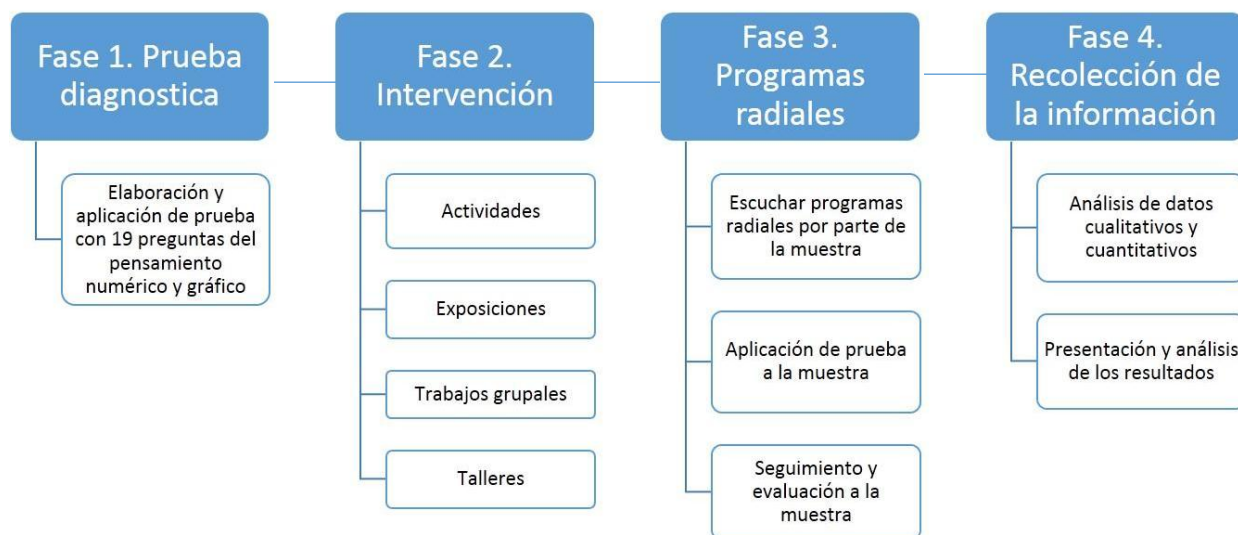 Fase 1. Prueba
diagnostica
Elaboración y
aplicación de prueba
con 19 preguntas del
pensamiento
numérico y gráfico
Fase 2.
Intervención
Actividades
Exposiciones
Trabajos grupales
Talleres
Fase 3.
Programas
radiales
Escuchar programas
radiales por parte de
la muestra
Aplicación de prueba
a la muestra
Seguimiento y
evaluación a la
muestra
Fase 4.
Recolección de
la información
Análisis de datos
cualitativos y
cuantitativos
Presentación y análisis
de los resultados